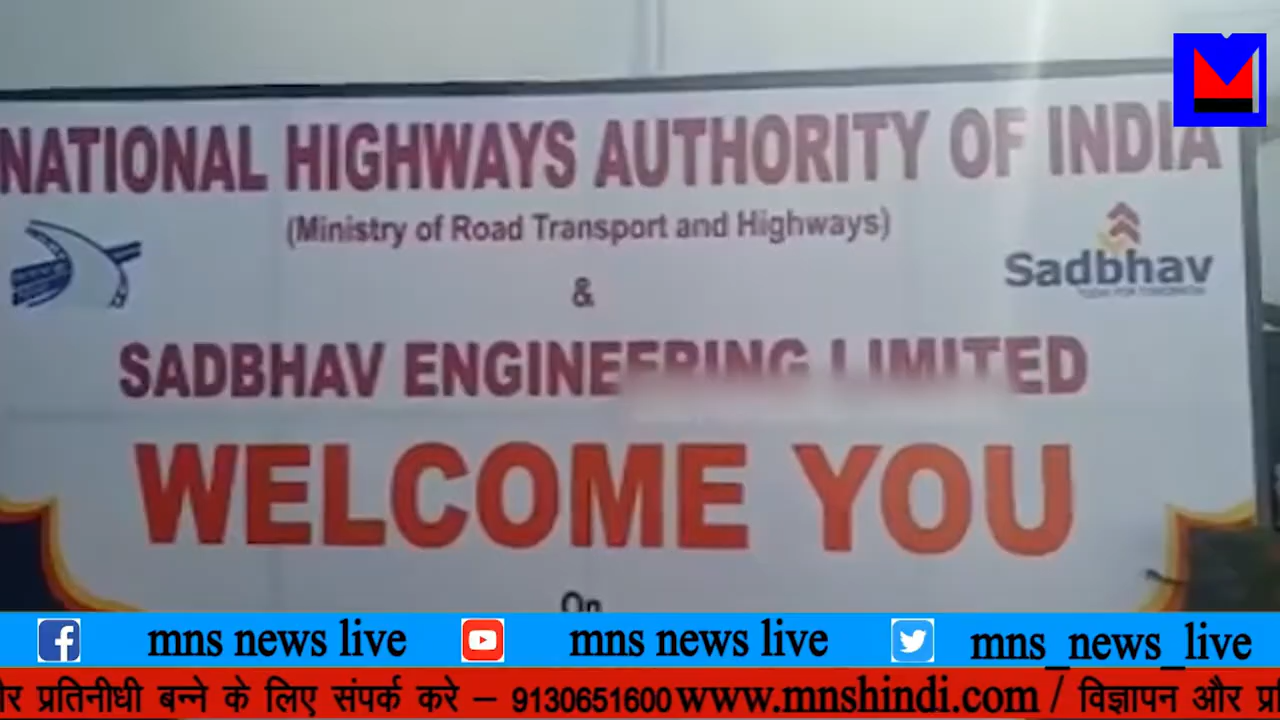 NATIONAL HIGHWAYS AUTHORITY OF INDIA
(Ministry of Road Transport and Highways)
Sadbhav
&
SADBHAV ENGINEERING LIMITED
WELCOME YOU
On
mns news live mns news live mns_news_live
प्रतिनीधी बन्ने के लिए संपर्क करे – 9130651600 www.mnshindi.com / विज्ञापन और